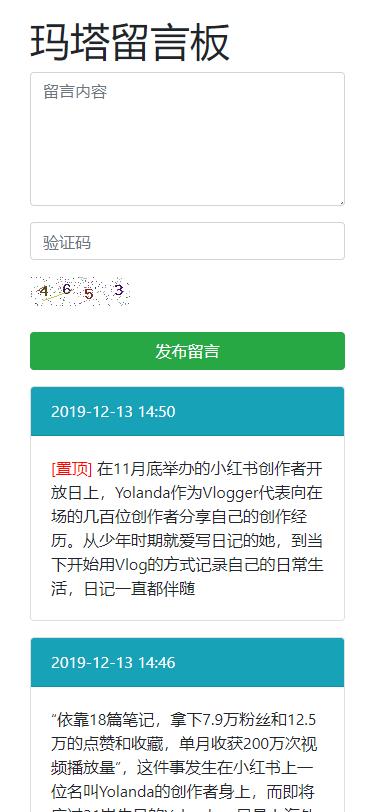 玛塔留言板
留言内容
验证码
4 6 5 3
发布留言
2019-12-13 14:50
[置顶] 在11月底举办的小红书创作者开
放日上，Yolanda作为Vlogger代表向在
场的几百位创作者分享自己的创作经
历。从少年时期就爱写日记的她，到当
下开始用Vlog的方式记录自己的日常生
活，日记一直都伴随
2019-12-13 14:46
“依靠18篇笔记，拿下7.9万粉丝和12.5
万的点赞和收藏，单月收获200万次视
频播放量”，这件事发生在小红书上一
位名叫Yolanda的创作者身上，而即将